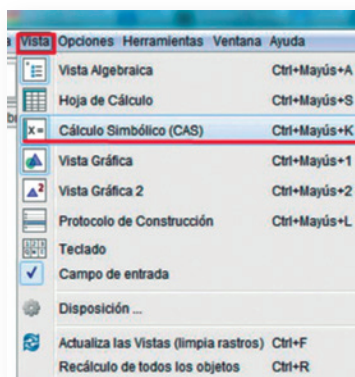 Vista Opciones Herramientas Ventana Ayuda
Vista Algebraica Ctrl+Mayús+A
Hoja de Cálculo Ctrl+Mayús+S
x= Cálculo Simbólico (CAS) Ctrl+Mayús+K
Vista Gráfica Ctrl+Mayús+1
Vista Gráfica 2 Ctrl+Mayús+2
Protocolo de Construcción Ctrl+Mayús+L
Teclado
Campo de entrada
Disposición ...
Actualiza las Vistas (limpia rastros) Ctrl+F
Recálculo de todos los objetos Ctrl+R